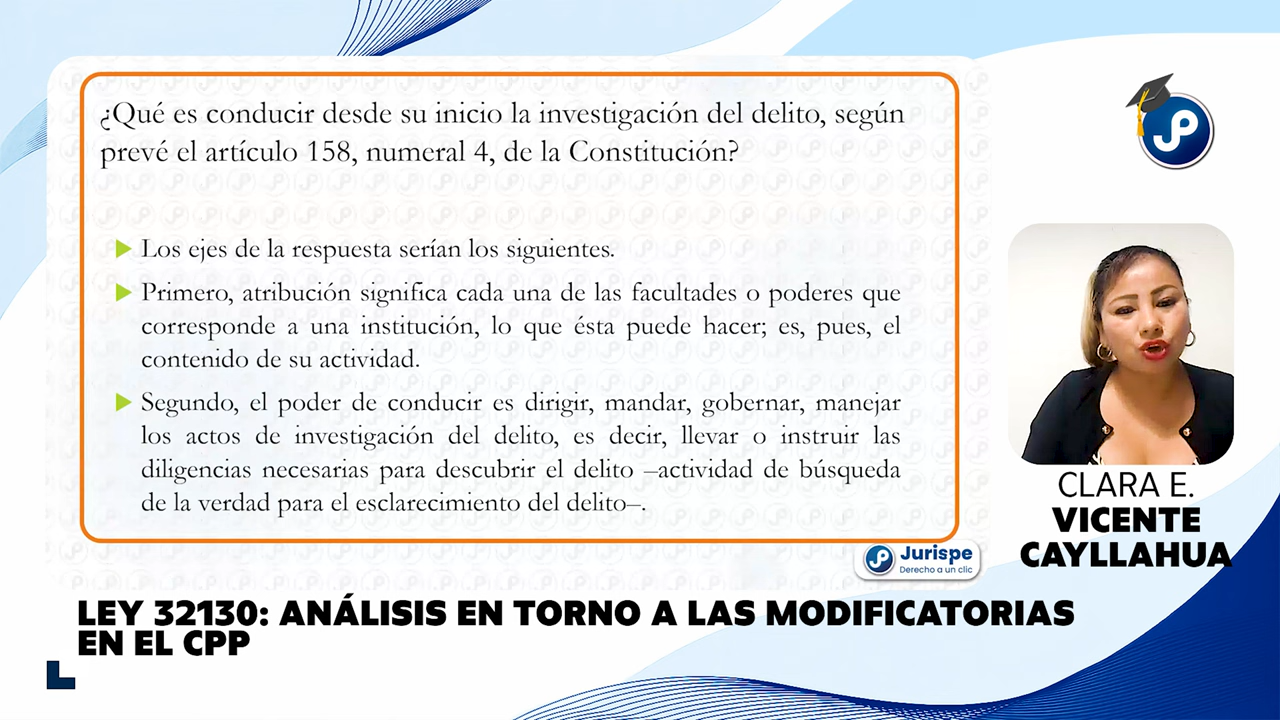 ¿Qué es conducir desde su inicio la investigación del delito, según
prevé el artículo 158, numeral 4, de la Constitución?
Los ejes de la respuesta serían los siguientes.
Primero, atribución significa cada una de las facultades o poderes que
corresponde a una institución, lo que ésta puede hacer; es, pues, el
contenido de su actividad.
Segundo, el poder de conducir es dirigir, mandar, gobernar, manejar
los actos de investigación del delito, es decir, llevar o instruir las
diligencias necesarias para descubrir el delito –actividad de búsqueda
de la verdad para el esclarecimiento del delito–.
JP
CLARA E.
VICENTE
CAYLLAHUA
Jurispe
Derecho a un clic
LEY 32130: ANÁLISIS EN TORNO A LAS MODIFICATORIAS
EN EL CPP